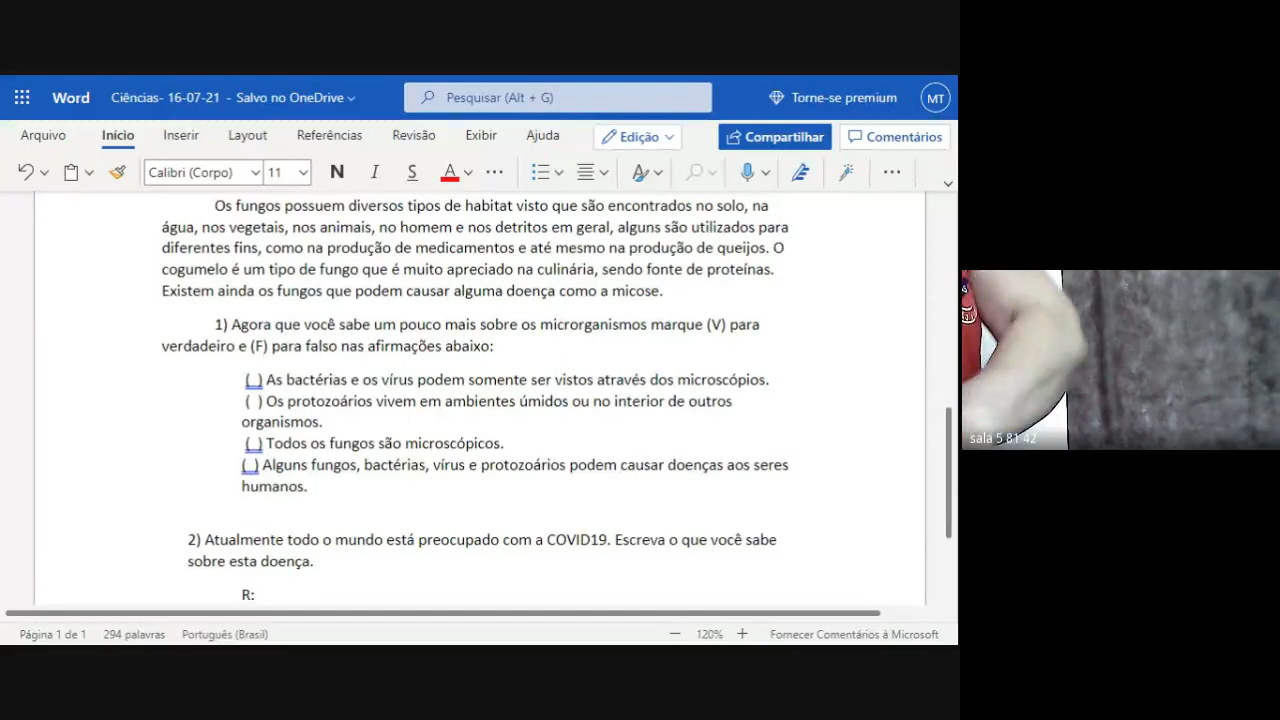 Word Ciências- 16-07-21 - Salvo no OneDrive Pesquisar (Alt + G) Torne-se premium MT
Arquivo Início Inserir Layout Referências Revisão Exibir Ajuda Edição Compartilhar Comentários
Calibri (Corpo) 11 N I S A
Os fungos possuem diversos tipos de habitat visto que são encontrados no solo, na
água, nos vegetais, nos animais, no homem e nos detritos em geral, alguns são utilizados para
diferentes fins, como na produção de medicamentos e até mesmo na produção de queijos. O
cogumelo é um tipo de fungo que é muito apreciado na culinária, sendo fonte de proteínas.
Existem ainda os fungos que podem causar alguma doença como a micose.
1) Agora que você sabe um pouco mais sobre os microrganismos marque (V) para
verdadeiro e (F) para falso nas afirmações abaixo:
( ) As bactérias e os vírus podem somente ser vistos através dos microscópios.
( ) Os protozoários vivem em ambientes úmidos ou no interior de outros
organismos.
( ) Todos os fungos são microscópicos.
( ) Alguns fungos, bactérias, vírus e protozoários podem causar doenças aos seres
humanos.
2) Atualmente todo o mundo está preocupado com a COVID19. Escreva o que você sabe
sobre esta doença.
R:
Página 1 de 1 294 palavras Português (Brasil) 120% Fornecer Comentários à Microsoft
sala 5 81 42